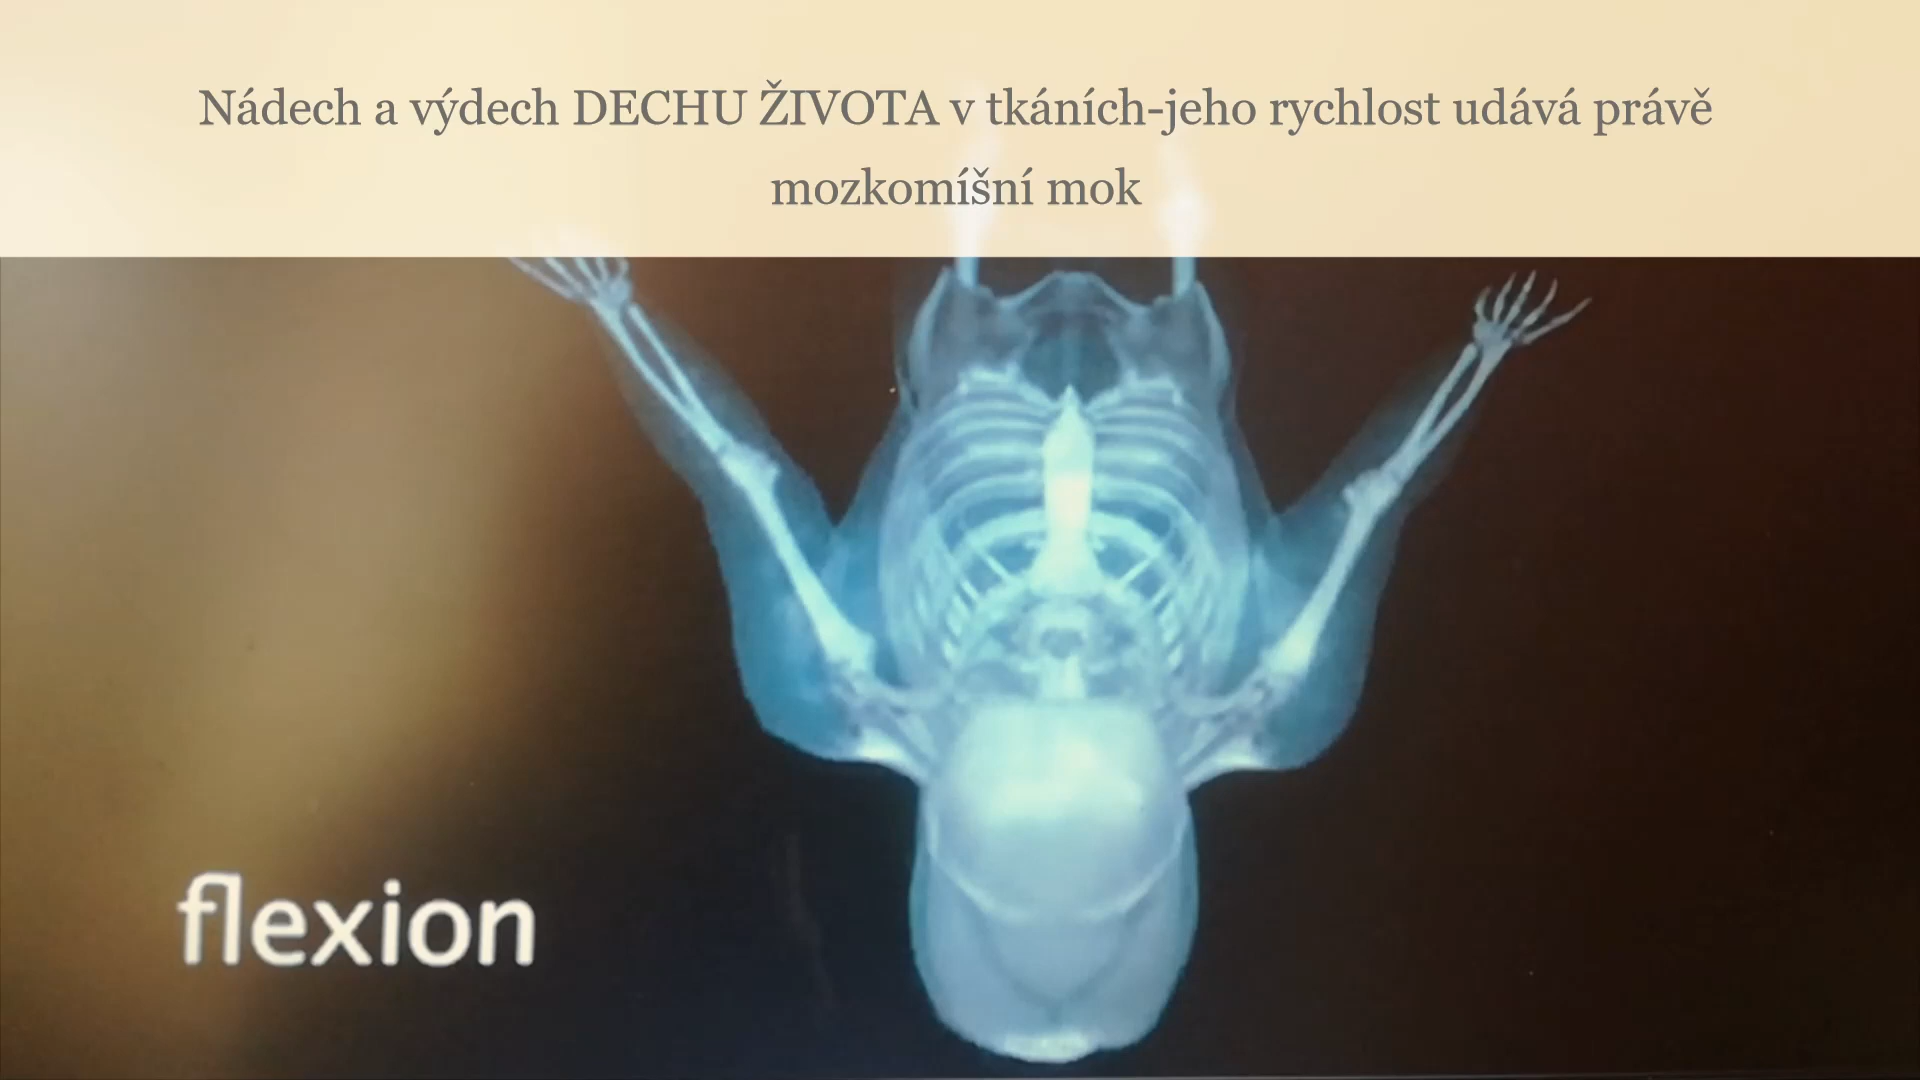 Nádech a výdech DECHU ŽIVOTA v tkáních-jeho rychlost udává právě
mozkomíšní mok
flexion